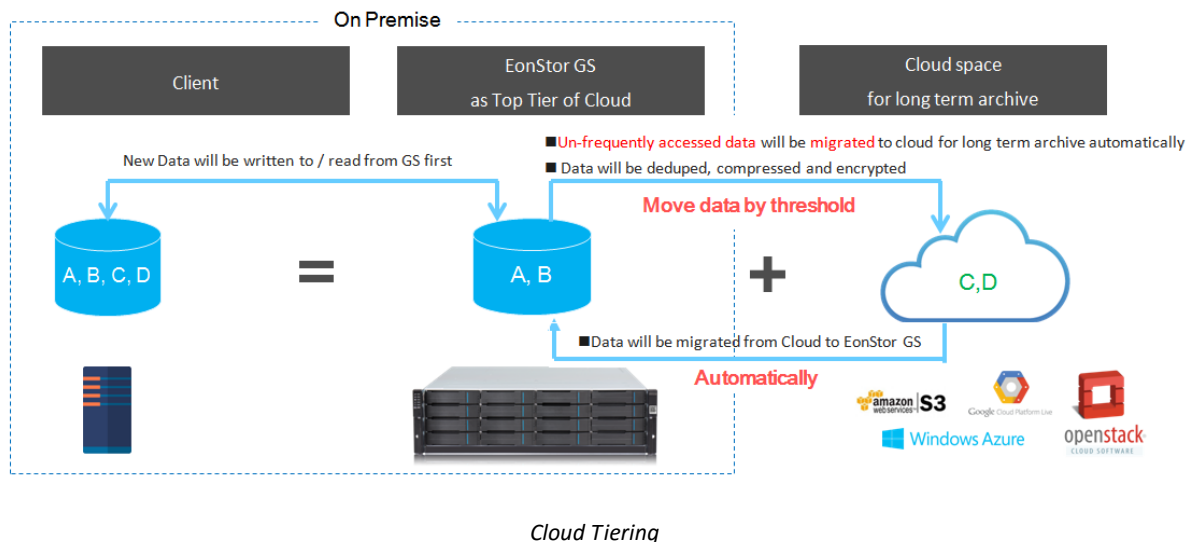 On Premise
Client
EonStor GS
as Top Tier of Cloud
Cloud space
for long term archive
New Data will be written to / read from GS first
■Un-frequently accessed data will be migrated to cloud for long term archive automatically
■ Data will be deduped, compressed and encrypted
Move data by threshold
A, B, C, D
=
A, B
+
C,D
■Data will be migrated from Cloud to EonStor GS
Automatically
amazon
webservices™
S3
Google Cloud Platform Live
Windows Azure
openstack
CLOUD SOFTWARE
Cloud Tiering